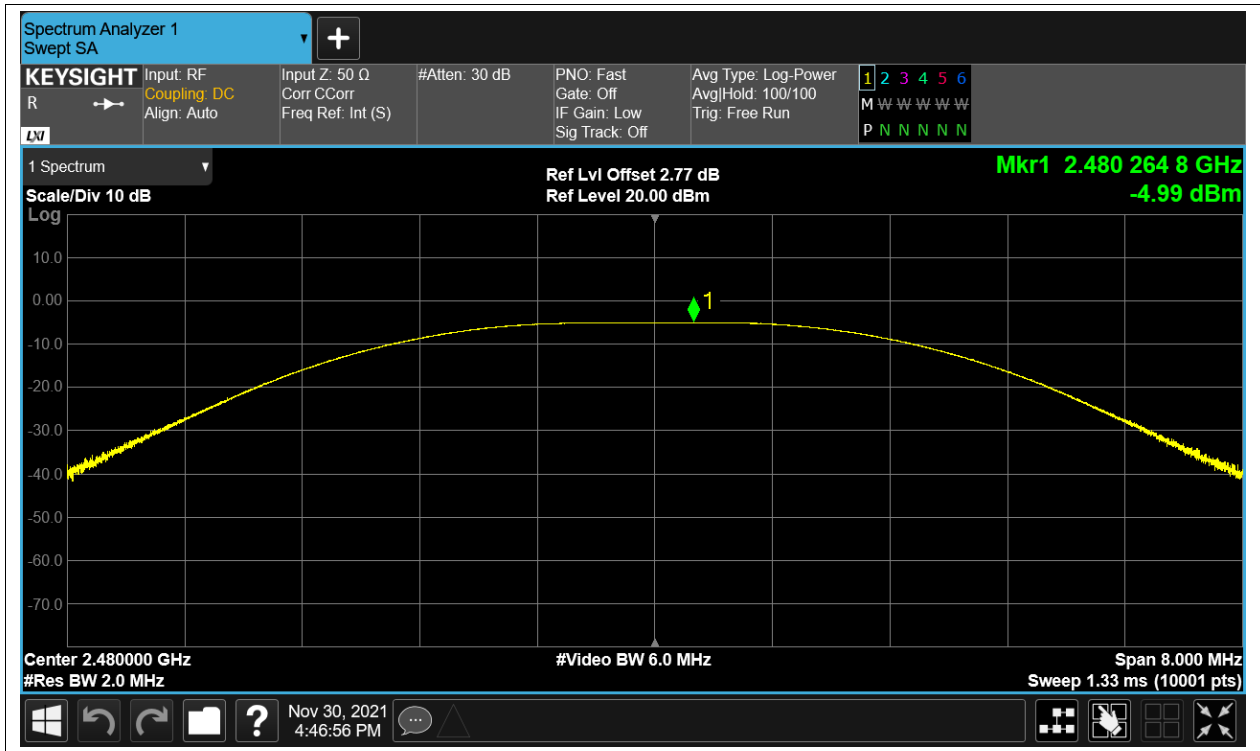 Spectrum Analyzer 1
Swept SA
+
KEYSIGHT
R
LXI
Input: RF
Coupling: DC
Align: Auto
Input Z: 50 Ω
Corr CCorr
Freq Ref: Int (S)
#Atten: 30 dB
PNO: Fast
Gate: Off
IF Gain: Low
Sig Track: Off
Avg Type: Log-Power
Avg|Hold: 100/100
Trig: Free Run
1 2 3 4 5 6
M W W W W W
P N N N N N
1 Spectrum
Scale/Div 10 dB
Log
Ref Lvl Offset 2.77 dB
Ref Level 20.00 dBm
Mkr1 2.480 264 8 GHz
-4.99 dBm
10.0
0.00
-10.0
-20.0
-30.0
-40.0
-50.0
-60.0
-70.0
1
Center 2.480000 GHz
#Res BW 2.0 MHz
#Video BW 6.0 MHz
Span 8.000 MHz
Sweep 1.33 ms (10001 pts)
?
Nov 30, 2021
4:46:56 PM